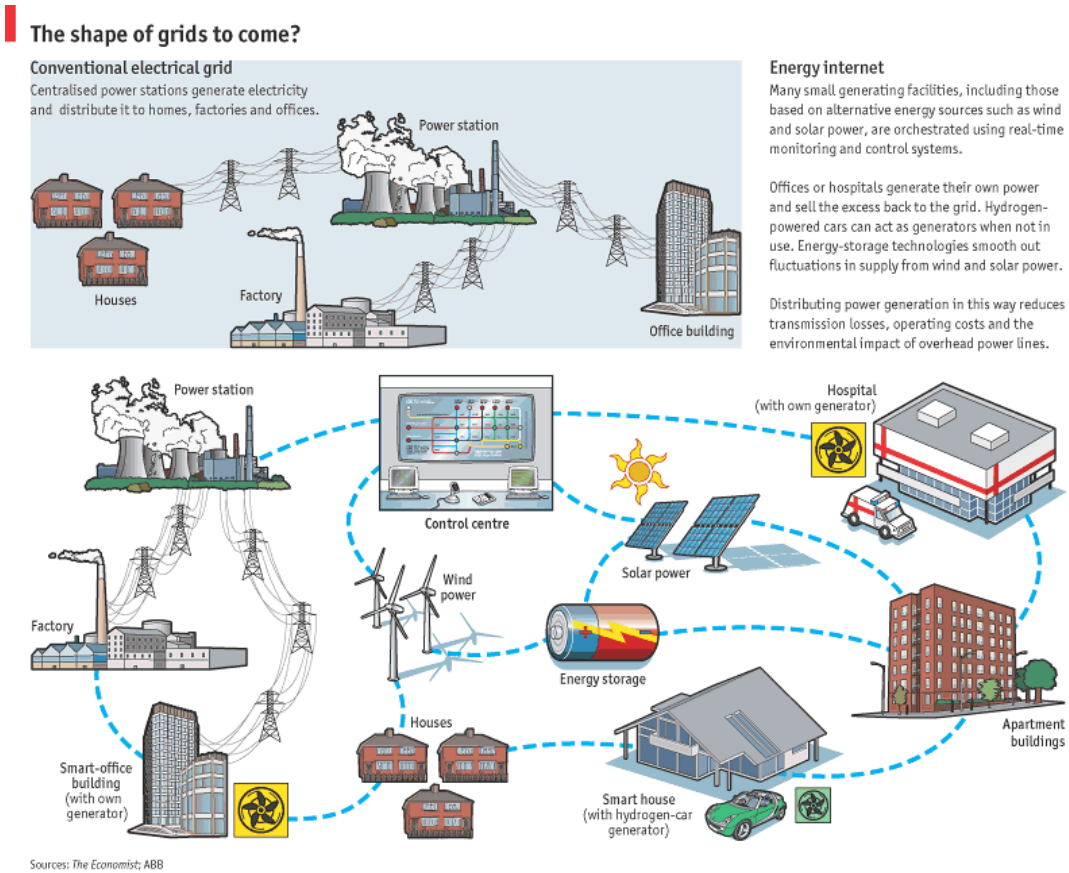 The shape of grids to come?
Conventional electrical grid
Centralised power stations generate electricity
and distribute it to homes, factories and offices.
Power station
Houses
Factory
Office building
Energy internet
Many small generating facilities, including those
based on alternative energy sources such as wind
and solar power, are orchestrated using real-time
monitoring and control systems.
Offices or hospitals generate their own power
and sell the excess back to the grid. Hydrogen-
powered cars can act as generators when not in
use. Energy-storage technologies smooth out
fluctuations in supply from wind and solar power.
Distributing power generation in this way reduces
transmission losses, operating costs and the
environmental impact of overhead power lines.
Power station
Control centre
Hospital
(with own generator)
Solar power
Wind
power
Factory
Energy storage
Apartment
buildings
Houses
Smart-office
building
(with own
generator)
Smart house
(with hydrogen-car
generator)
Sources: The Economist; ABB